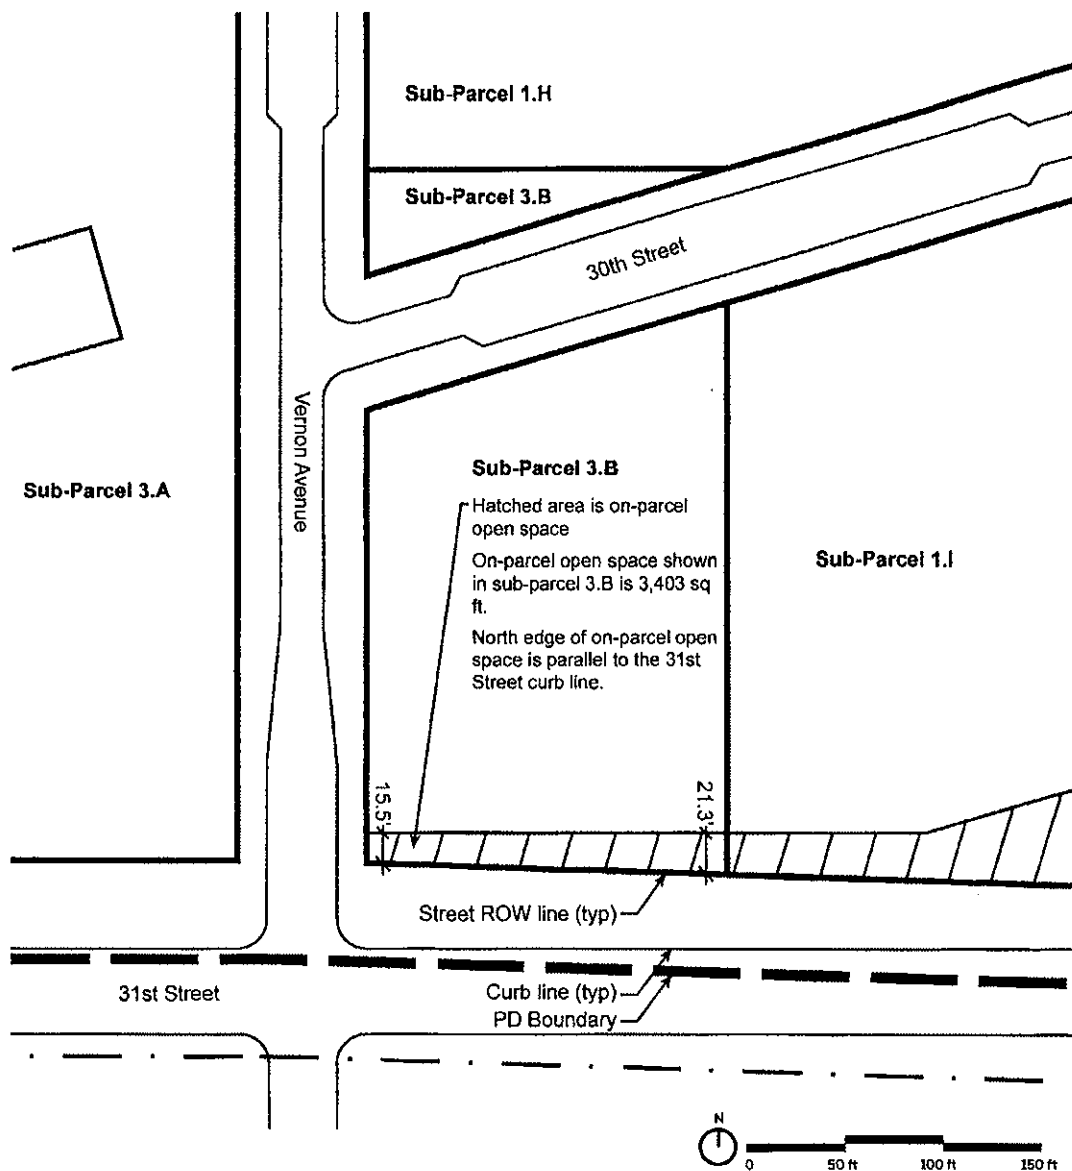 Sub-Parcel 1.H
Sub-Parcel 3.B
30th Street
Vernon Avenue
Sub-Parcel 3.A
Sub-Parcel 3.B
Hatched area is on-parcel
open space
On-parcel open space shown
in sub-parcel 3.B is 3,403 sq
ft.
North edge of on-parcel open
space is parallel to the 31st
Street curb line.
Sub-Parcel 1.I
15.5'
21.3'
Street ROW line (typ)
Curb line (typ)
PD Boundary
31st Street
N
0 50 ft 100 ft 150 ft